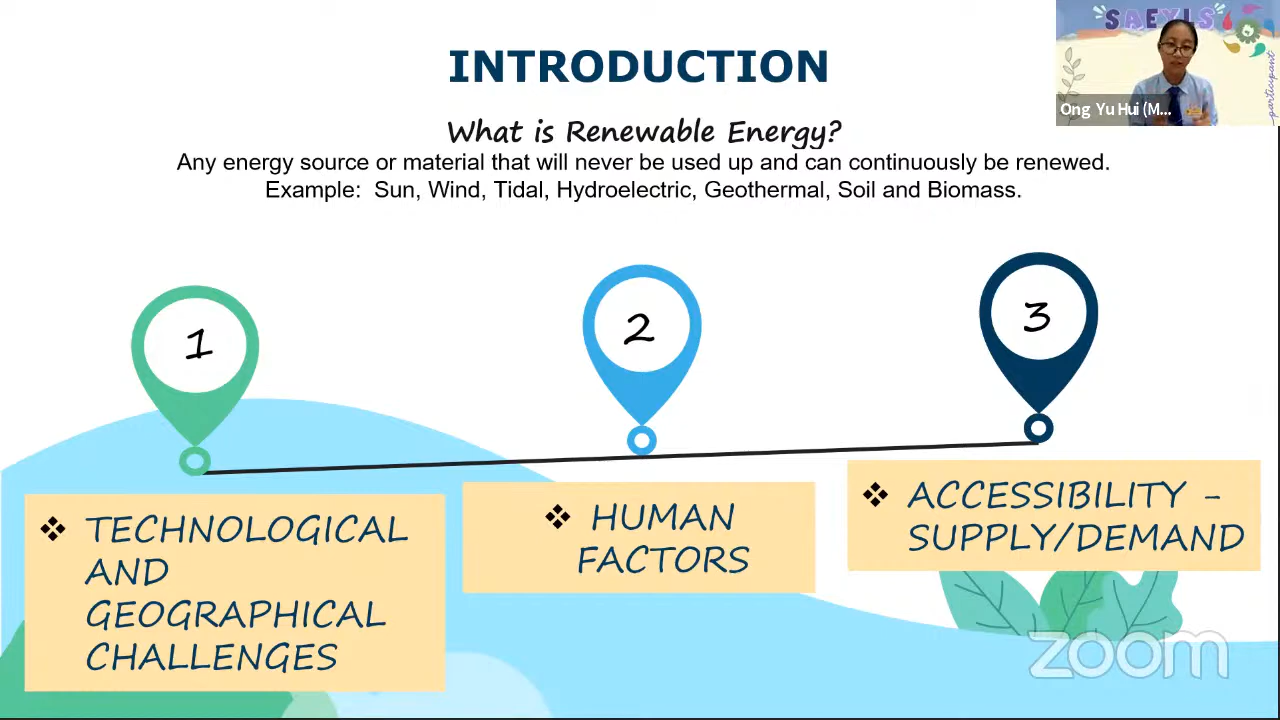 INTRODUCTION
What is Renewable Energy?
Any energy source or material that will never be used up and can continuously be renewed.
Example: Sun, Wind, Tidal, Hydroelectric, Geothermal, Soil and Biomass.
"SAEYLS"
participant
Ong Yu Hui (M...
1
2
3
❖ TECHNOLOGICAL
AND
GEOGRAPHICAL
CHALLENGES
❖ HUMAN
FACTORS
❖ ACCESSIBILITY -
SUPPLY/DEMAND
zoom